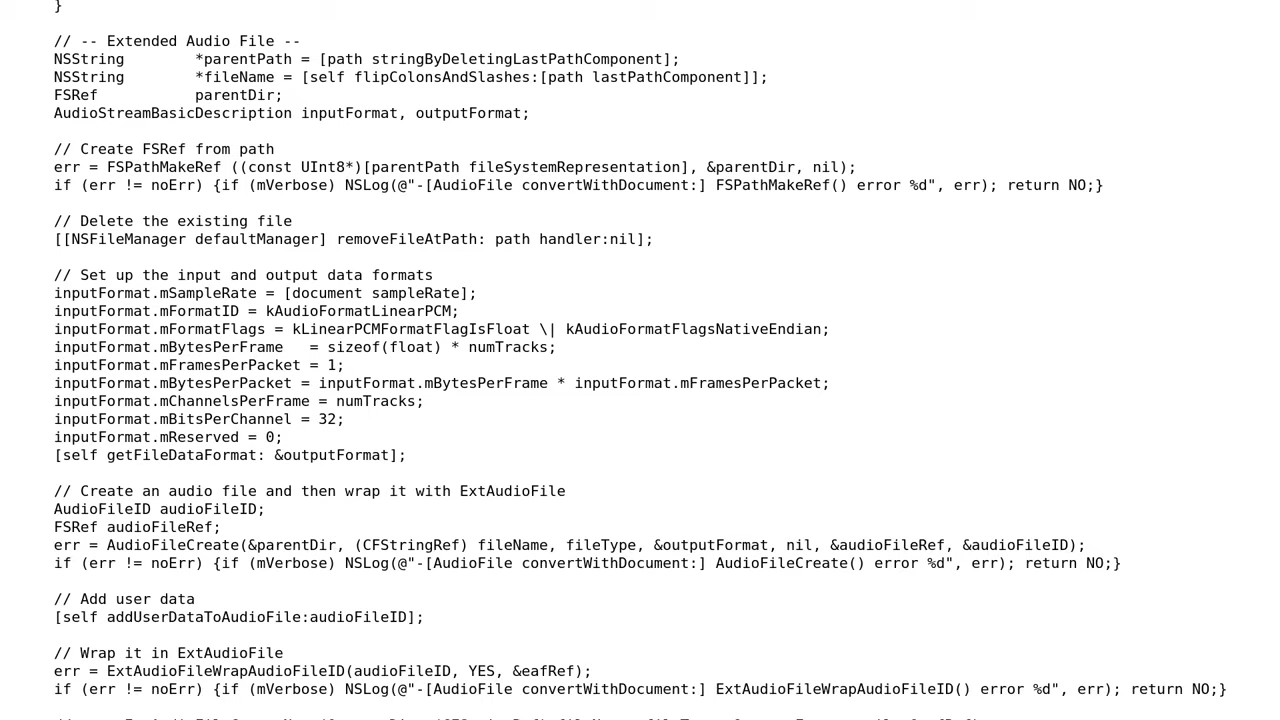 }
// -- Extended Audio File --
NSString        *parentPath = [path stringByDeletingLastPathComponent];
NSString        *fileName = [self flipColonsAndSlashes:[path lastPathComponent]];
FSRef           parentDir;
AudioStreamBasicDescription inputFormat, outputFormat;
// Create FSRef from path
err = FSPathMakeRef ((const UInt8*)[parentPath fileSystemRepresentation], &parentDir, nil);
if (err != noErr) {if (mVerbose) NSLog(@"-[AudioFile convertWithDocument:] FSPathMakeRef() error %d", err); return NO;}
// Delete the existing file
[[NSFileManager defaultManager] removeFileAtPath: path handler:nil];
// Set up the input and output data formats
inputFormat.mSampleRate = [document sampleRate];
inputFormat.mFormatID = kAudioFormatLinearPCM;
inputFormat.mFormatFlags = kLinearPCMFormatFlagIsFloat \| kAudioFormatFlagsNativeEndian;
inputFormat.mBytesPerFrame   = sizeof(float) * numTracks;
inputFormat.mFramesPerPacket = 1;
inputFormat.mBytesPerPacket = inputFormat.mBytesPerFrame * inputFormat.mFramesPerPacket;
inputFormat.mChannelsPerFrame = numTracks;
inputFormat.mBitsPerChannel = 32;
inputFormat.mReserved = 0;
[self getFileDataFormat: &outputFormat];
// Create an audio file and then wrap it with ExtAudioFile
AudioFileID audioFileID;
FSRef audioFileRef;
err = AudioFileCreate(&parentDir, (CFStringRef) fileName, fileType, &outputFormat, nil, &audioFileRef, &audioFileID);
if (err != noErr) {if (mVerbose) NSLog(@"-[AudioFile convertWithDocument:] AudioFileCreate() error %d", err); return NO;}
// Add user data
[self addUserDataToAudioFile:audioFileID];
// Wrap it in ExtAudioFile
err = ExtAudioFileWrapAudioFileID(audioFileID, YES, &eafRef);
if (err != noErr) {if (mVerbose) NSLog(@"-[AudioFile convertWithDocument:] ExtAudioFileWrapAudioFileID() error %d", err); return NO;}